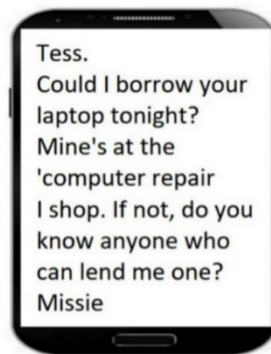 Tess.
Could I borrow your
laptop tonight?
Mine's at the
'computer repair
I shop. If not, do you
know anyone who
can lend me one?
Missie